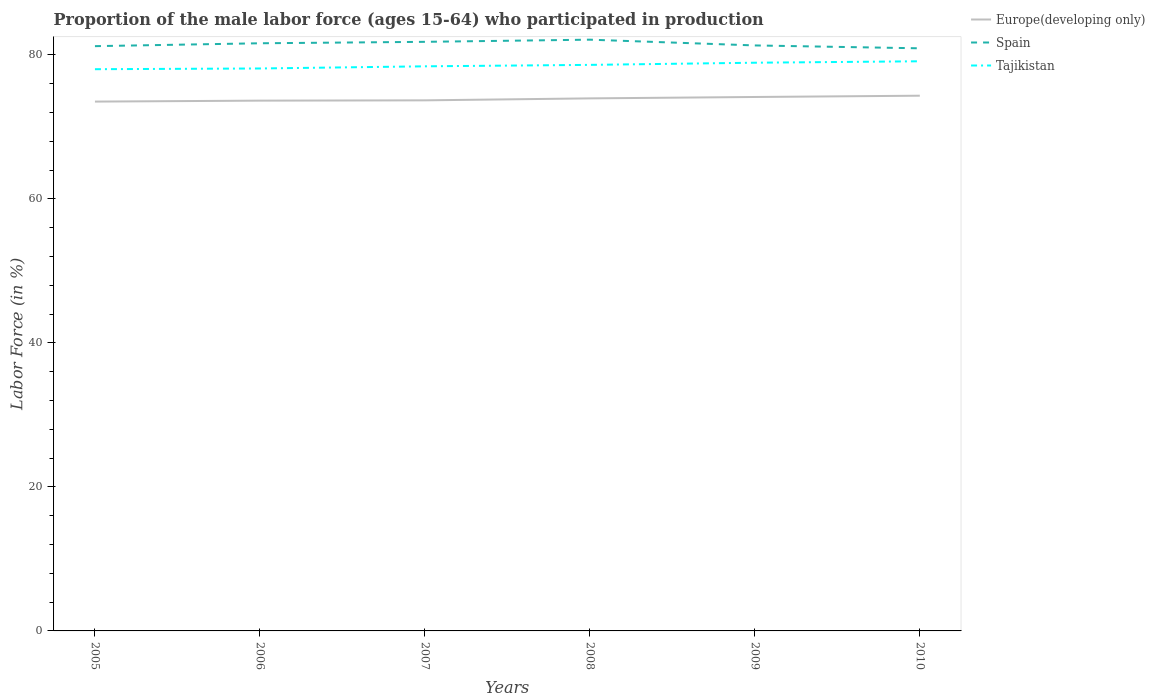 Proportion of the male labor force (ages 15-64) who participated in production
Europe(developing only)
Spain
Tajikistan
80
60
40
20
0
Labor Force (in %)
2005
2006
2007
2008
2009
2010
Years